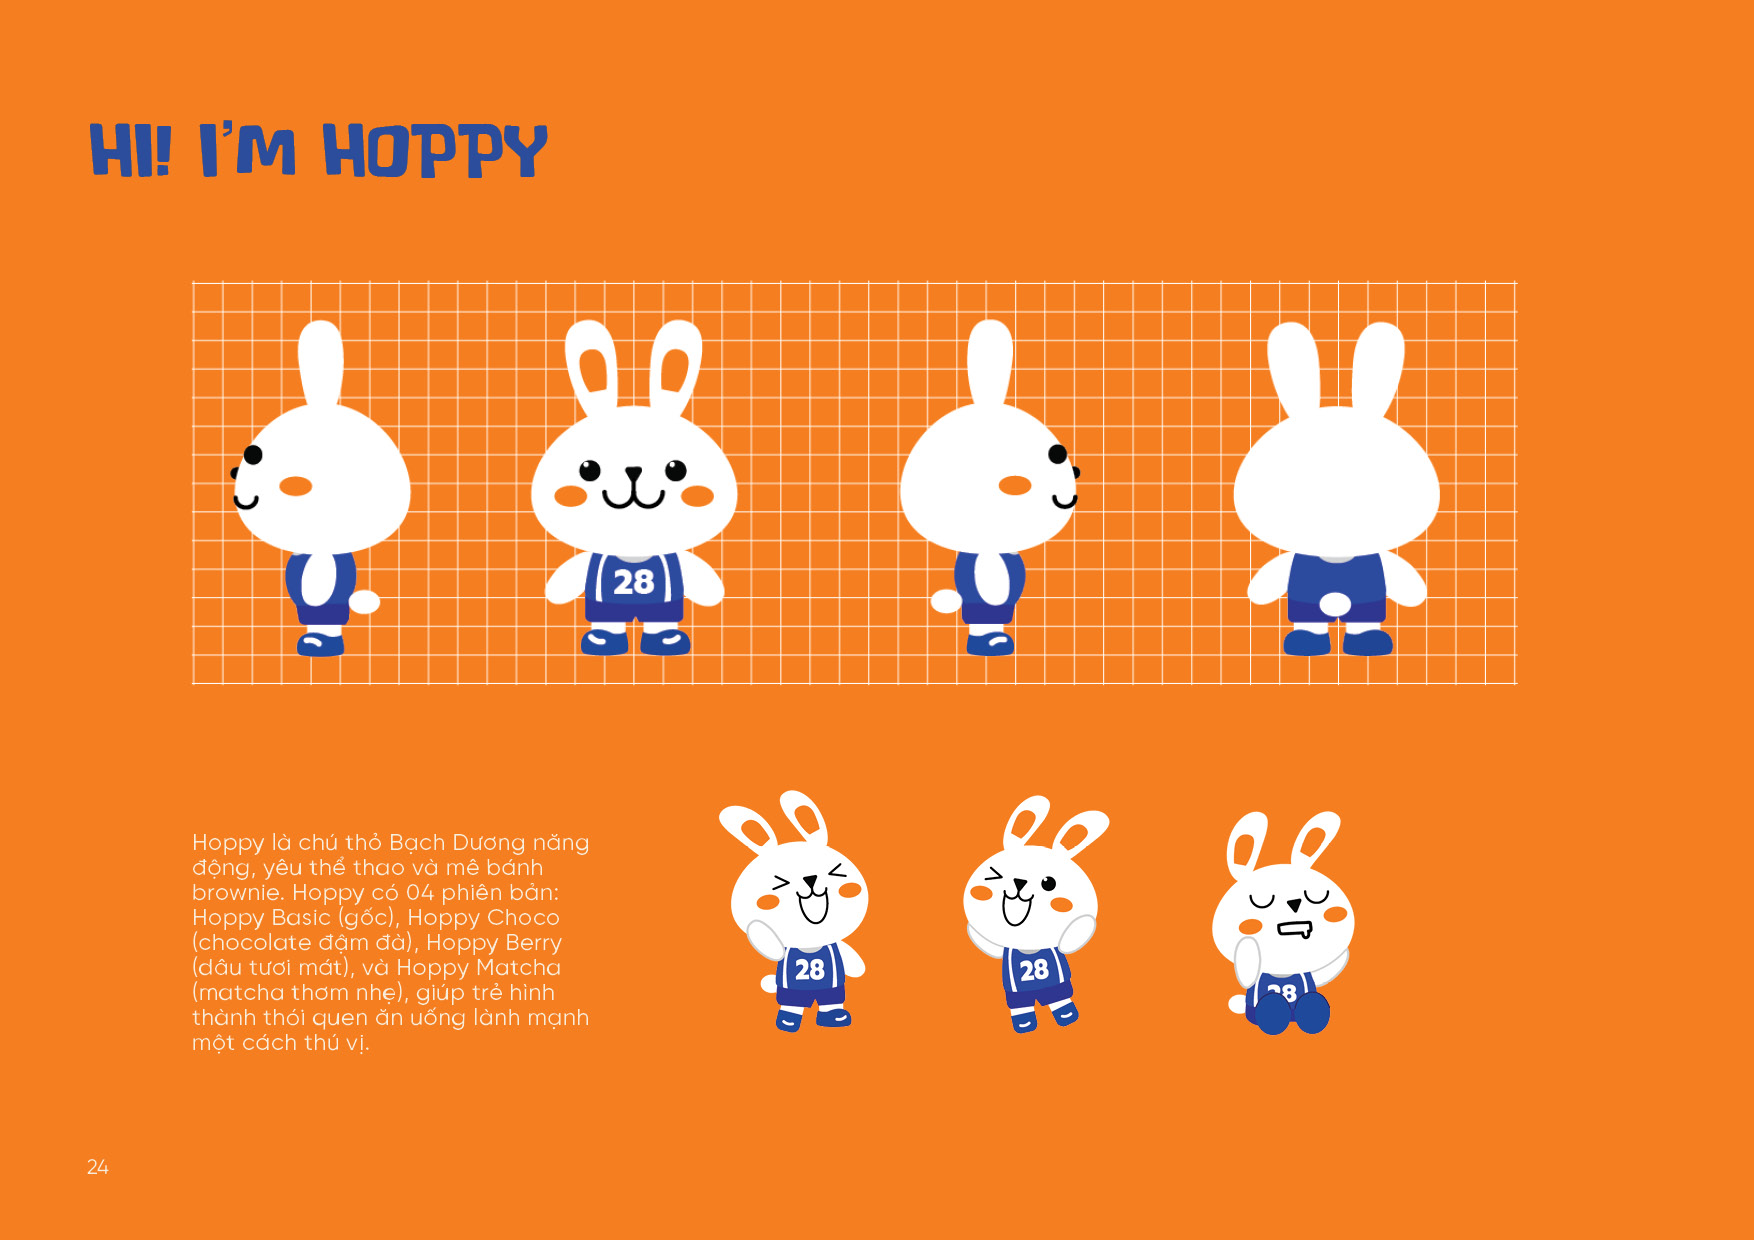 HI! I'M HOPPY
28
Hoppy là chú thỏ Bạch Dương năng
động, yêu thể thao và mê bánh
brownie. Hoppy có 04 phiên bản:
Hoppy Basic (gốc), Hoppy Choco
(chocolate đậm đà), Hoppy Berry
(dâu tươi mát), và Hoppy Matcha
(matcha thơm nhẹ), giúp trẻ hình
thành thói quen ăn uống lành mạnh
một cách thú vị.
28
28
28
24